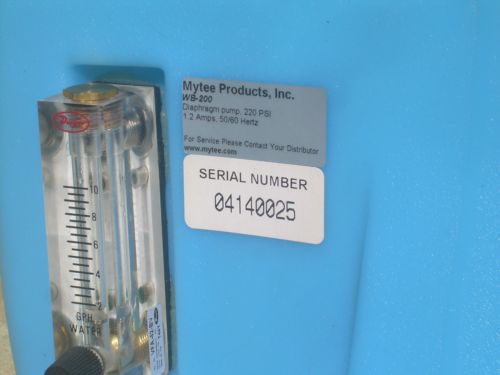 Mytee Products, Inc.
WB-200
Diaphragm pump, 220 PSI
1.2 Amps, 50/60 Hertz
For Service Please Contact Your Distributor
www.mytee.com
SERIAL NUMBER
04140025
Dwyer
10
8
6
4
2
GPH
WATER